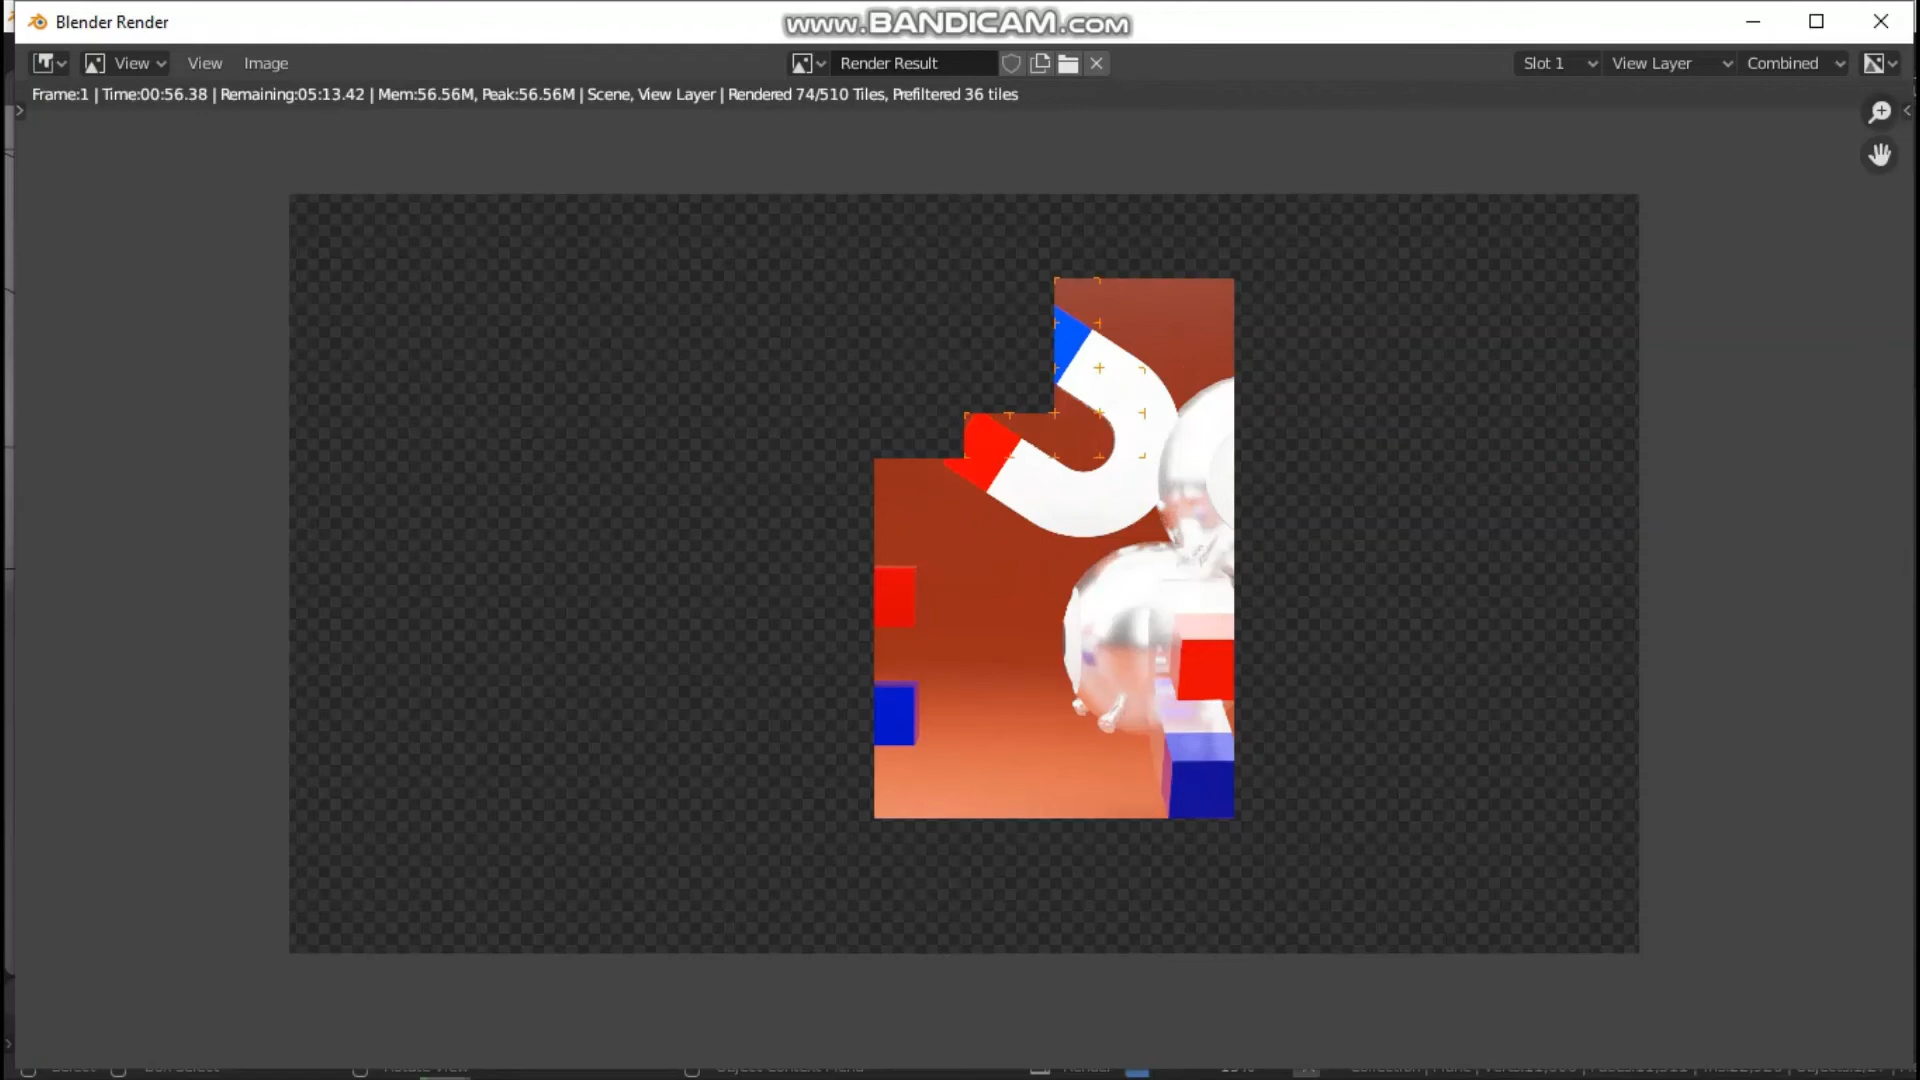 Blender Render
www.BANDICAM.com
View
View
Image
Render Result
Slot 1
View Layer
Combined
Frame:1 | Time:00:56.38 | Remaining:05:13.42 | Mem:56.56M, Peak:56.56M | Scene, View Layer | Rendered 74/510 Tiles, Prefiltered 36 tiles